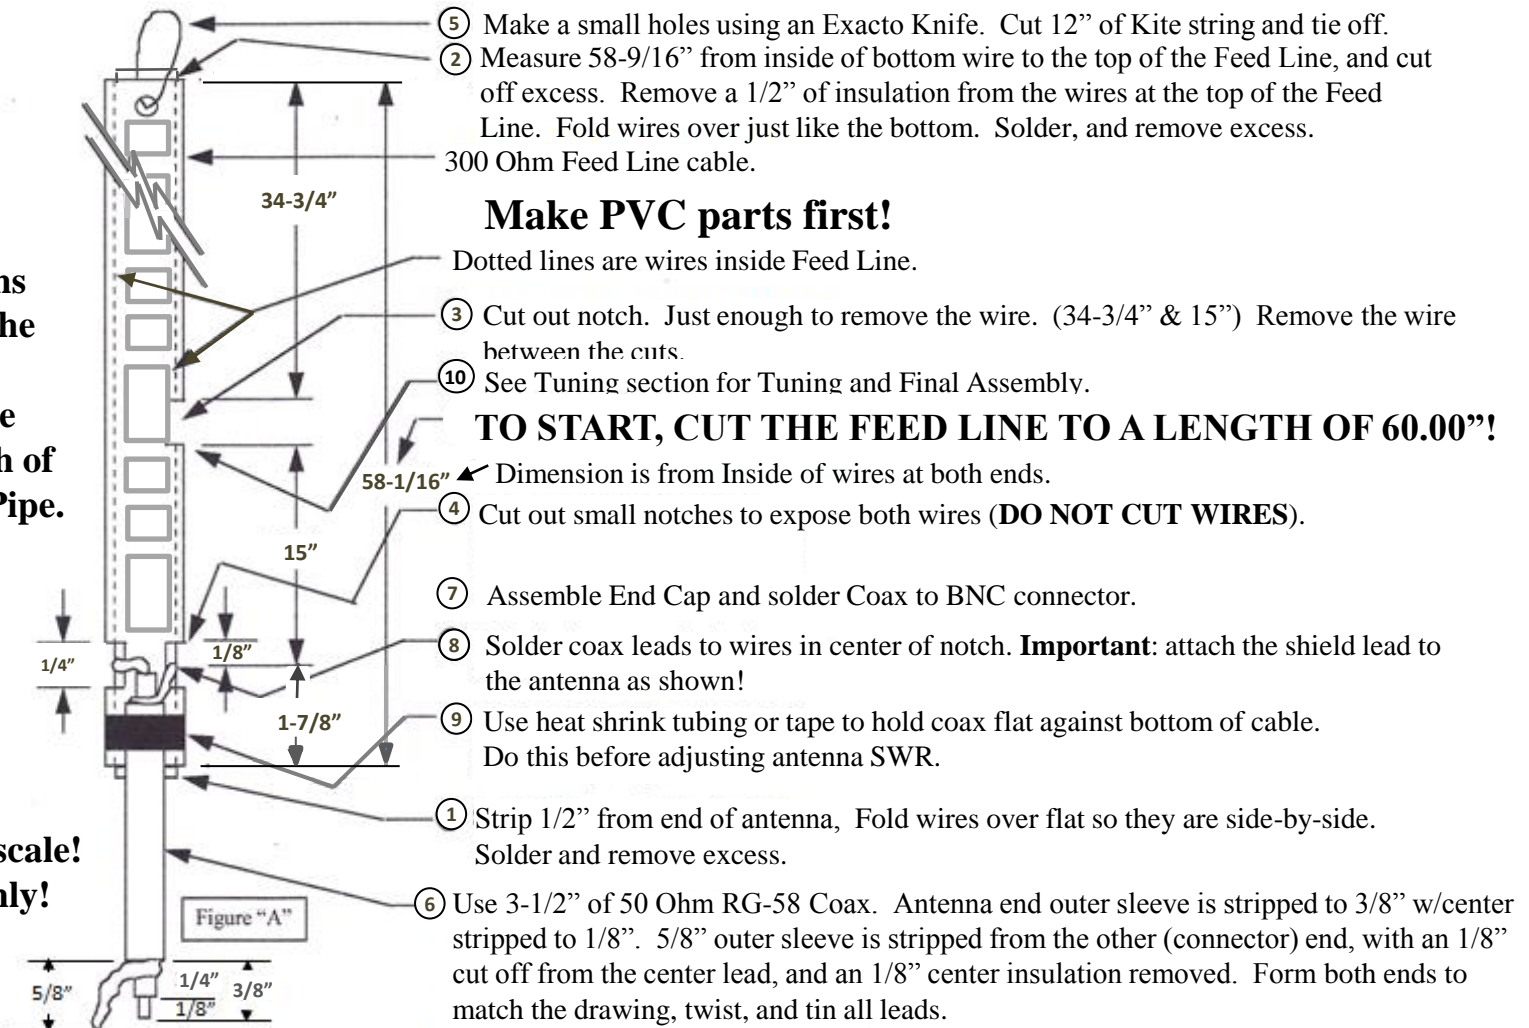 5 Make a small holes using an Exacto Knife. Cut 12” of Kite string and tie off.
2 Measure 58-9/16” from inside of bottom wire to the top of the Feed Line, and cut
off excess. Remove a 1/2” of insulation from the wires at the top of the Feed
Line. Fold wires over just like the bottom. Solder, and remove excess.
300 Ohm Feed Line cable.
34-3/4”
Make PVC parts first!
Dotted lines are wires inside Feed Line.
ns
he
3 Cut out notch. Just enough to remove the wire. (34-3/4” & 15”) Remove the wire
between the cuts.
10 See Tuning section for Tuning and Final Assembly.
e
TO START, CUT THE FEED LINE TO A LENGTH OF 60.00”!
h of
58-1/16” Dimension is from Inside of wires at both ends.
Pipe.
4 Cut out small notches to expose both wires (DO NOT CUT WIRES).
15”
7 Assemble End Cap and solder Coax to BNC connector.
8 Solder coax leads to wires in center of notch. Important: attach the shield lead to
the antenna as shown!
1/4”
1/8”
1-7/8”
9 Use heat shrink tubing or tape to hold coax flat against bottom of cable.
Do this before adjusting antenna SWR.
1 Strip 1/2” from end of antenna, Fold wires over flat so they are side-by-side.
Solder and remove excess.
scale!
nly!
Figure “A”
6 Use 3-1/2” of 50 Ohm RG-58 Coax. Antenna end outer sleeve is stripped to 3/8” w/center
stripped to 1/8”. 5/8” outer sleeve is stripped from the other (connector) end, with an 1/8”
cut off from the center lead, and an 1/8” center insulation removed. Form both ends to
match the drawing, twist, and tin all leads.
5/8”
1/4”
3/8”
1/8”